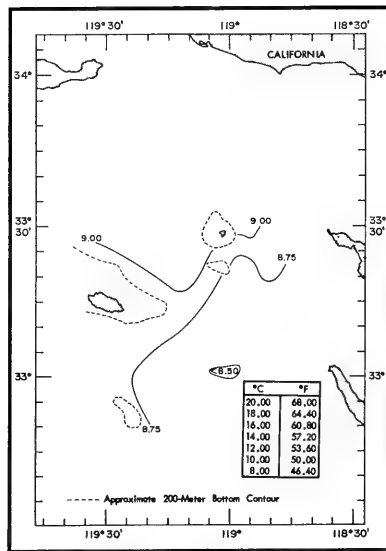 119° 30' 119° 118° 30'
CALIFORNIA
34° 34°
33° 30' 33° 30'
9.00
9.00
8.75
<8.50
33° 33°
8.75
°C °F
20.00 68.00
18.00 64.40
16.00 60.80
14.00 57.20
12.00 53.60
10.00 50.00
8.00 46.40
Approximate 200-Meter Bottom Contour
119° 30' 119° 118° 30'